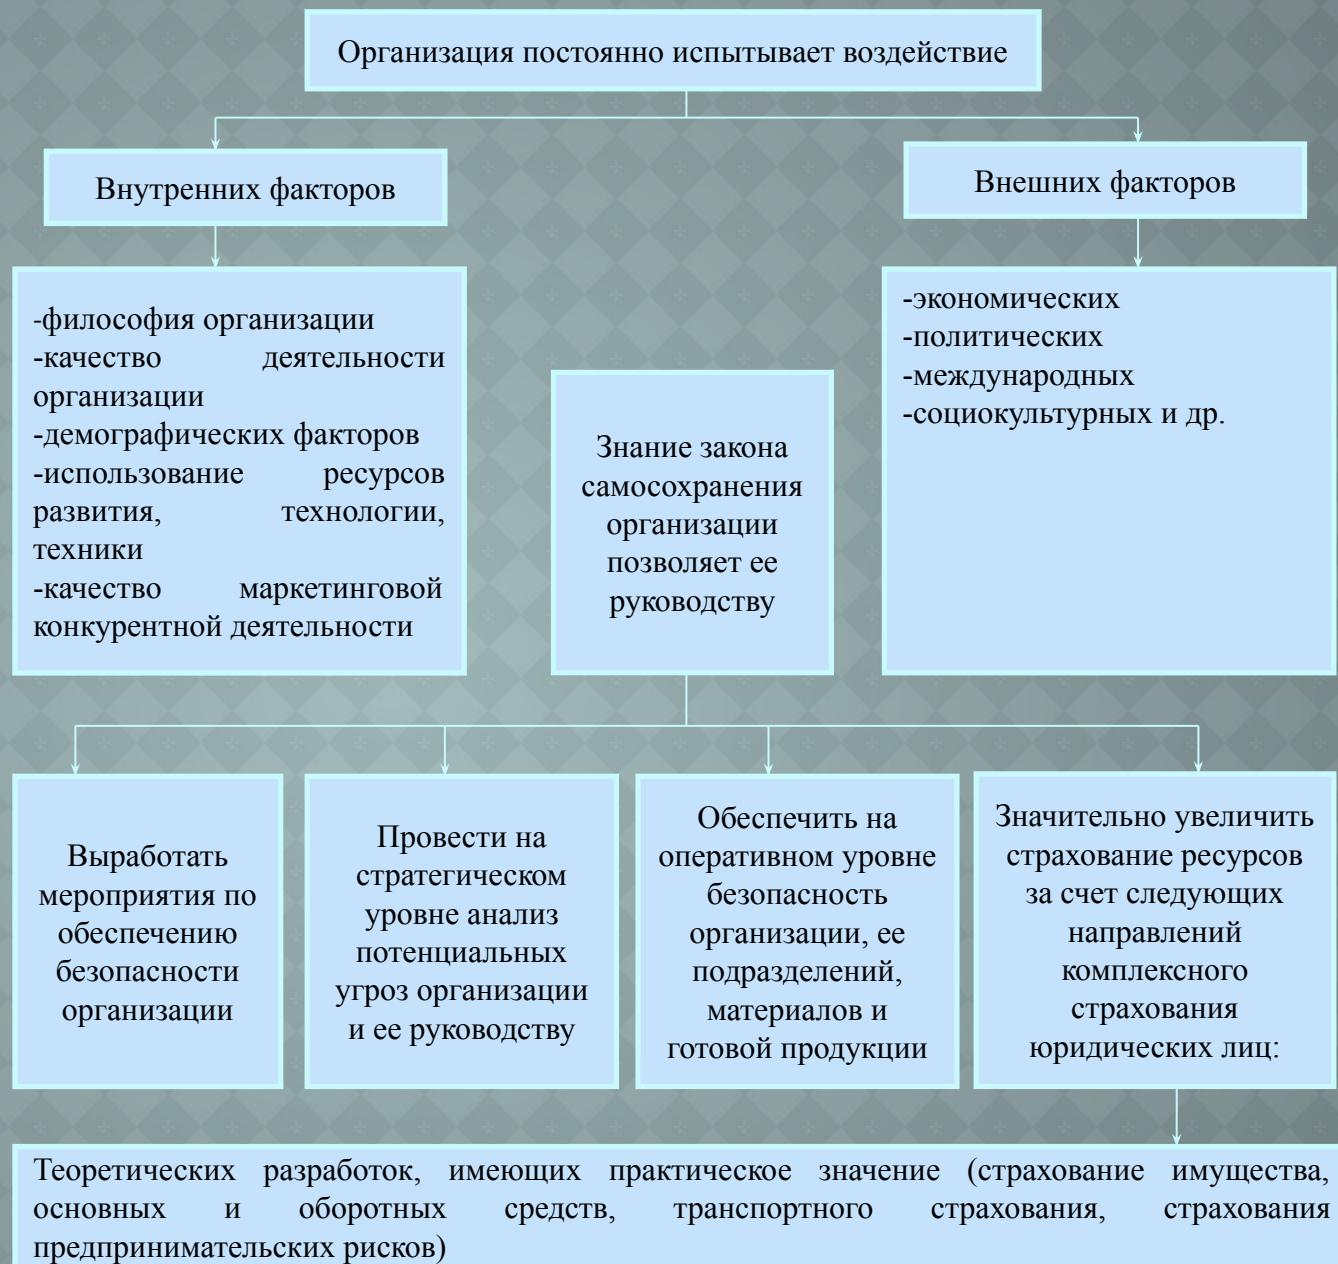 Организация постоянно испытывает воздействие
Внутренних факторов
Внешних факторов
-философия организации
-качество деятельности
организации
-демографических факторов
-использование ресурсов
развития, технологии,
техники
-качество маркетинговой
конкурентной деятельности
-экономических
-политических
-международных
-социокультурных и др.
Знание закона
самосохранения
организации
позволяет ее
руководству
Выработать
мероприятия по
обеспечению
безопасности
организации
Провести на
стратегическом
уровне анализ
потенциальных
угроз организации
и ее руководству
Обеспечить на
оперативном уровне
безопасность
организации, ее
подразделений,
материалов и
готовой продукции
Значительно увеличить
страхование ресурсов
за счет следующих
направлений
комплексного
страхования
юридических лиц:
Теоретических разработок, имеющих практическое значение (страхование имущества,
основных и оборотных средств, транспортного страхования, страхования
предпринимательских рисков)